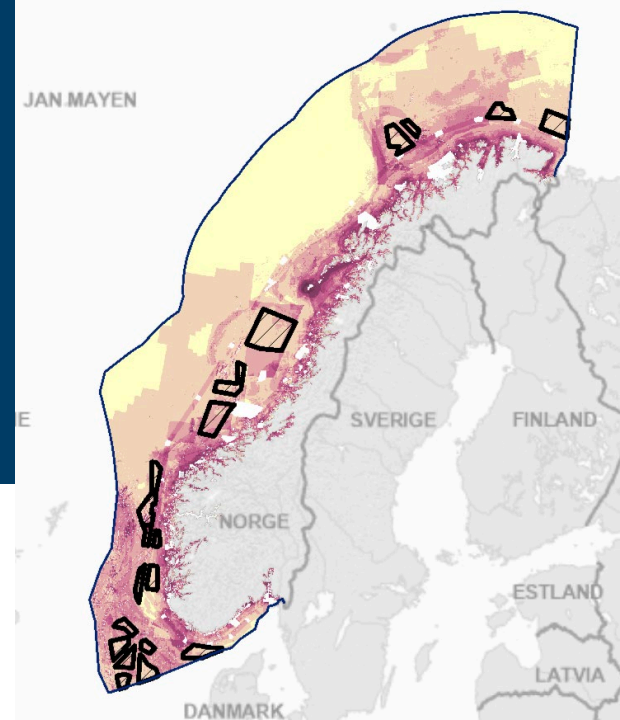 JAN MAYEN
SVERIGE
FINLAND
NORGE
ESTLAND
LATVIA
DANMARK